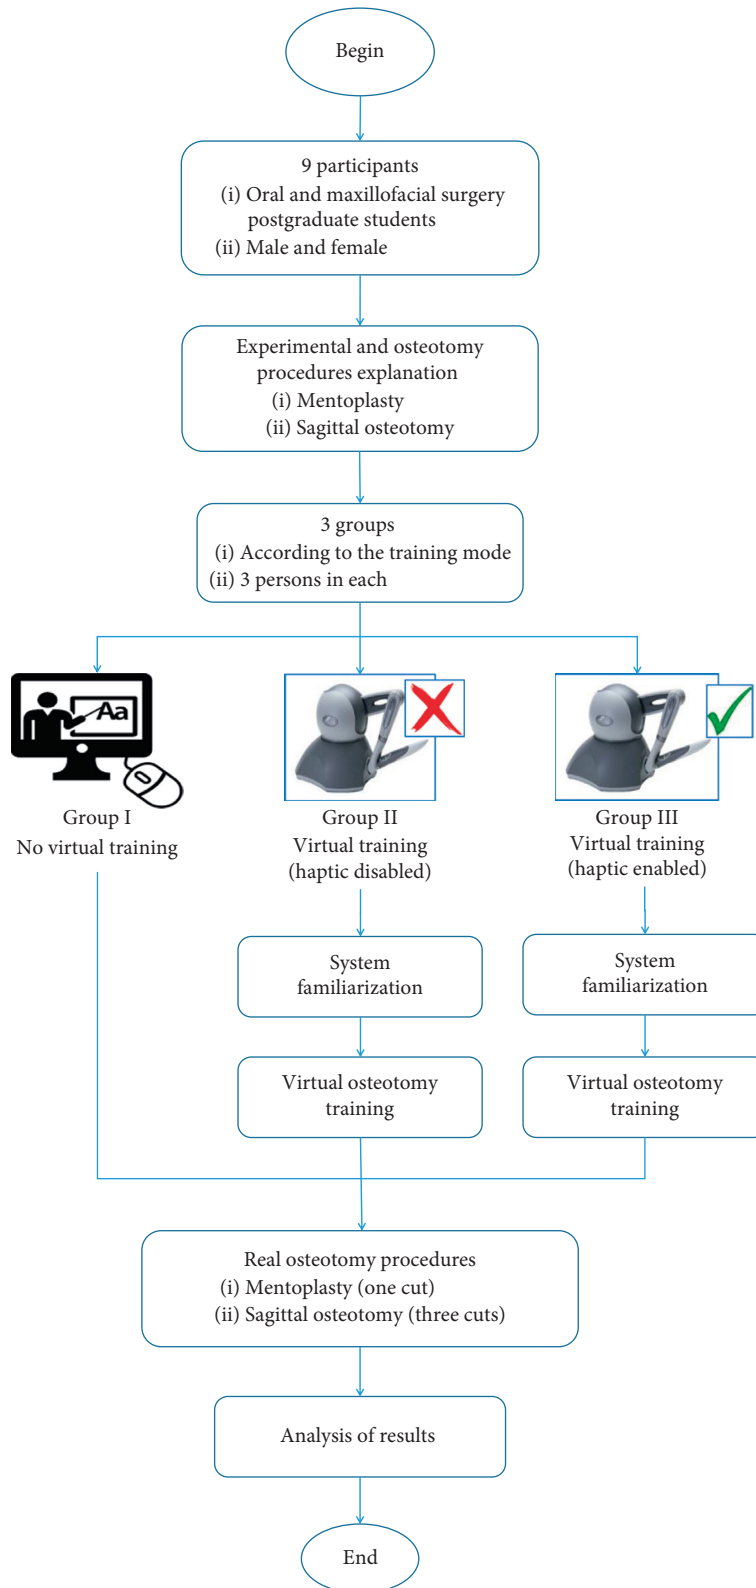 Begin
9 participants
(i) Oral and maxillofacial surgery
postgraduate students
(ii) Male and female
Experimental and osteotomy
procedures explanation
(i) Mentoplasty
(ii) Sagittal osteotomy
3 groups
(i) According to the training mode
(ii) 3 persons in each
Aa
Group I
No virtual training
Group II
Virtual training
(haptic disabled)
Group III
Virtual training
(haptic enabled)
System
familiarization
System
familiarization
Virtual osteotomy
training
Virtual osteotomy
training
Real osteotomy procedures
(i) Mentoplasty (one cut)
(ii) Sagittal osteotomy (three cuts)
Analysis of results
End